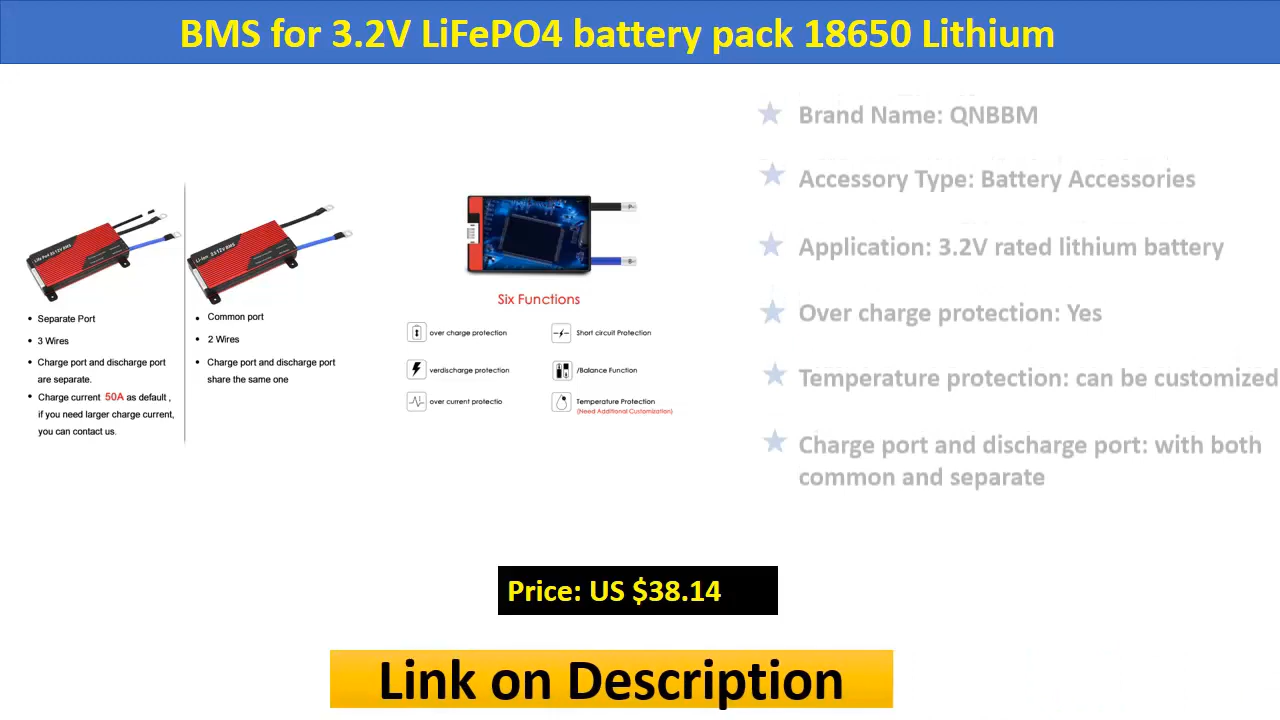 BMS for 3.2V LiFePO4 battery pack 18650 Lithium
Separate Port
3 Wires
Charge port and discharge port
are separate.
Charge current 50A as default ,
if you need larger charge current,
you can contact us.
Common port
2 Wires
Charge port and discharge port
share the same one
Six Functions
over charge protection
Short circuit Protection
verdischarge protection
/Balance Function
over current protectio
Temperature Protection
(Need Additional Customization)
Brand Name: QNBBM
Accessory Type: Battery Accessories
Application: 3.2V rated lithium battery
Over charge protection: Yes
Temperature protection: can be customized
Charge port and discharge port: with both
common and separate
Price: US $38.14
Link on Description